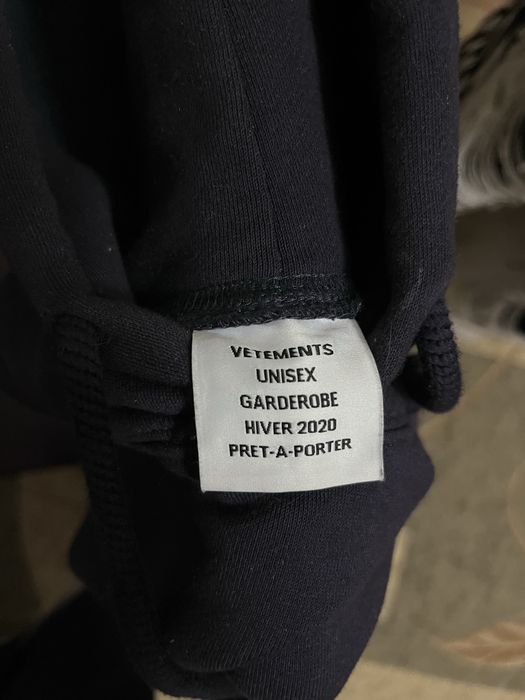 VETEMENTS
UNISEX
GARDEROBE
HIVER 2020
PRET-A-PORTER